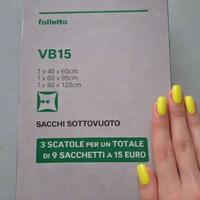 folletto
VB15
1 x 40 x 60cm
1 x 60 x 95cm
1 x 80 x 120cm
SACCHI SOTTOVUOTO
3 SCATOLE PER UN TOTALE
DI 9 SACCHETTI A 15 EURO